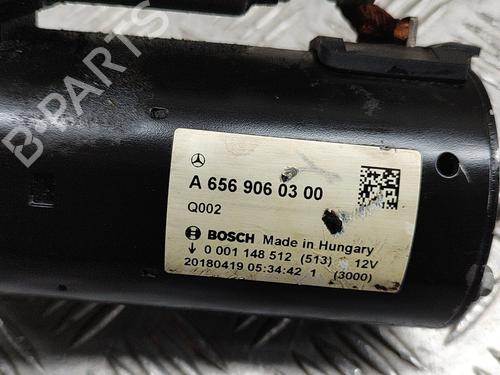 B-PARTS
A 656 906 03 00
Q002
BOSCH Made in Hungary
↓ 0 001 148 512 (513) 12V
20180419 05:34:42 1 (3000)